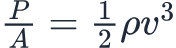 P/A = 1/2 ρv³